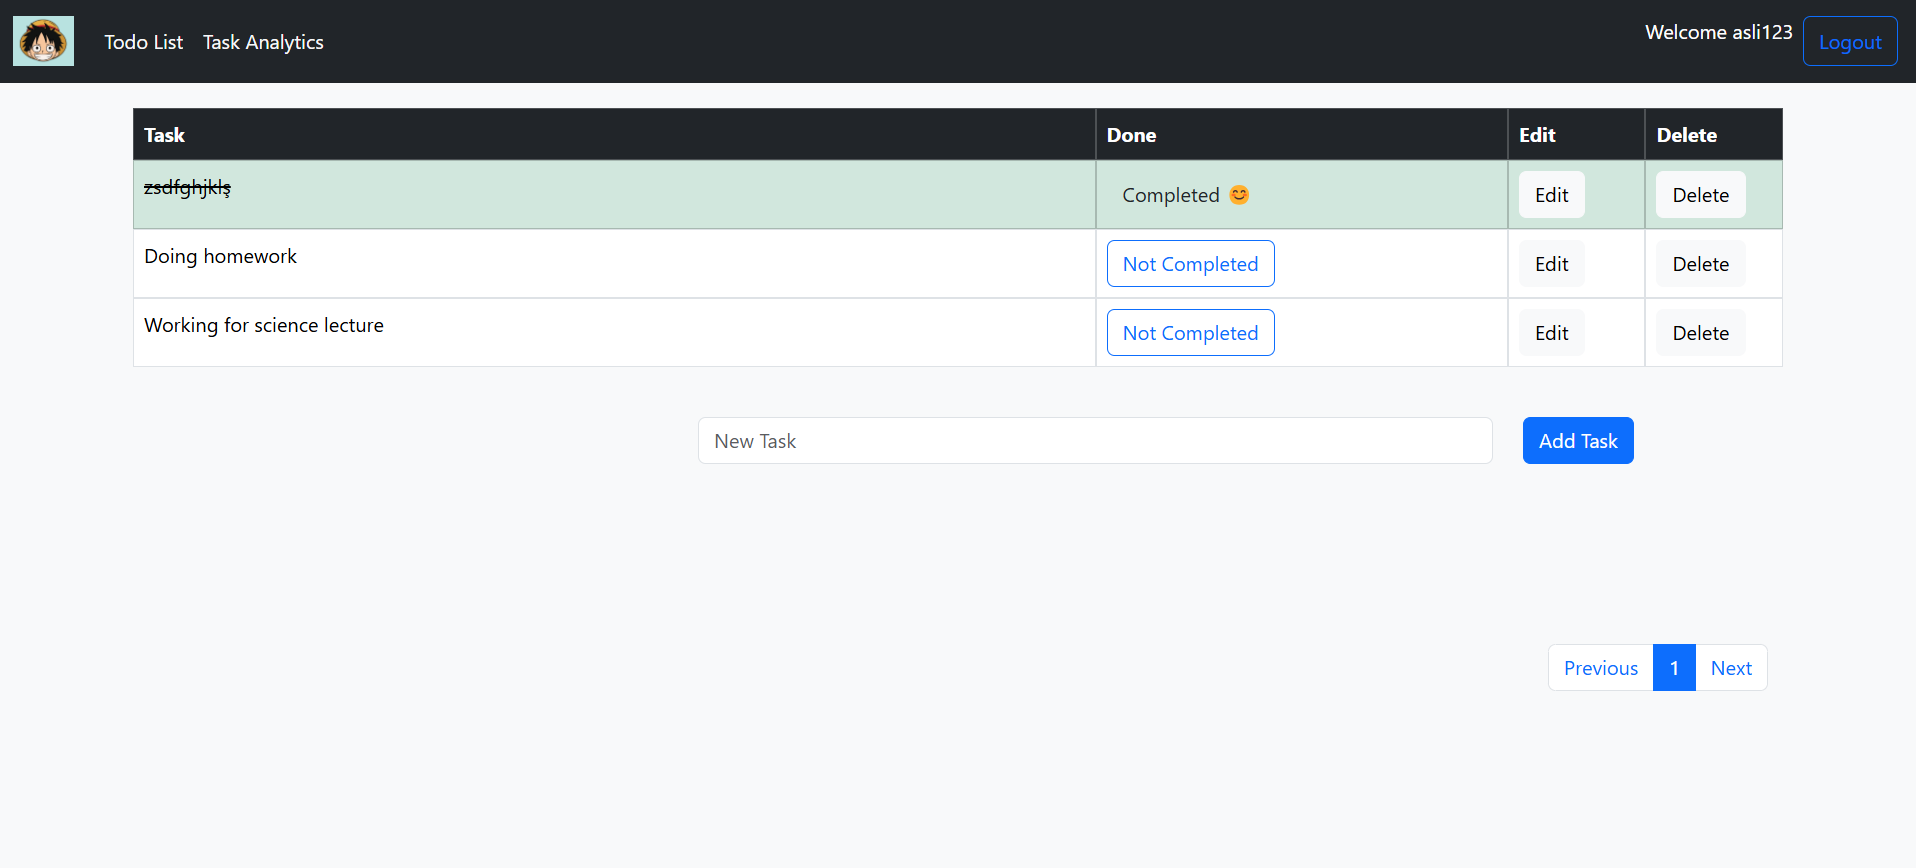 Todo List Task Analytics Welcome asli123 Logout
Task Done Edit Delete
zsdfghjklş Completed 😊 Edit Delete
Doing homework Not Completed Edit Delete
Working for science lecture Not Completed Edit Delete
New Task Add Task
Previous 1 Next